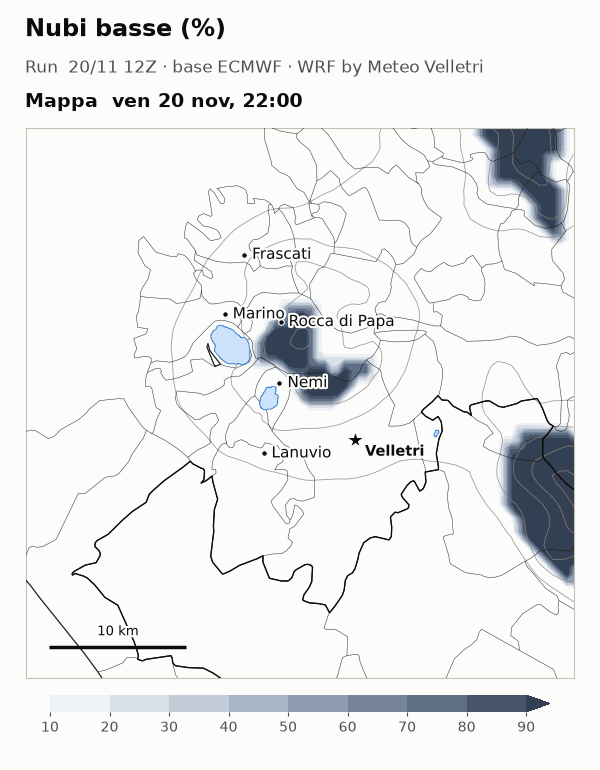 Nubi basse (%)
Run  20/11 12Z · base ECMWF · WRF by Meteo Velletri
Mappa  ven 20 nov, 22:00
Frascati
Marino
Rocca di Papa
Nemi
Velletri
Lanuvio
10 km
10 20 30 40 50 60 70 80 90